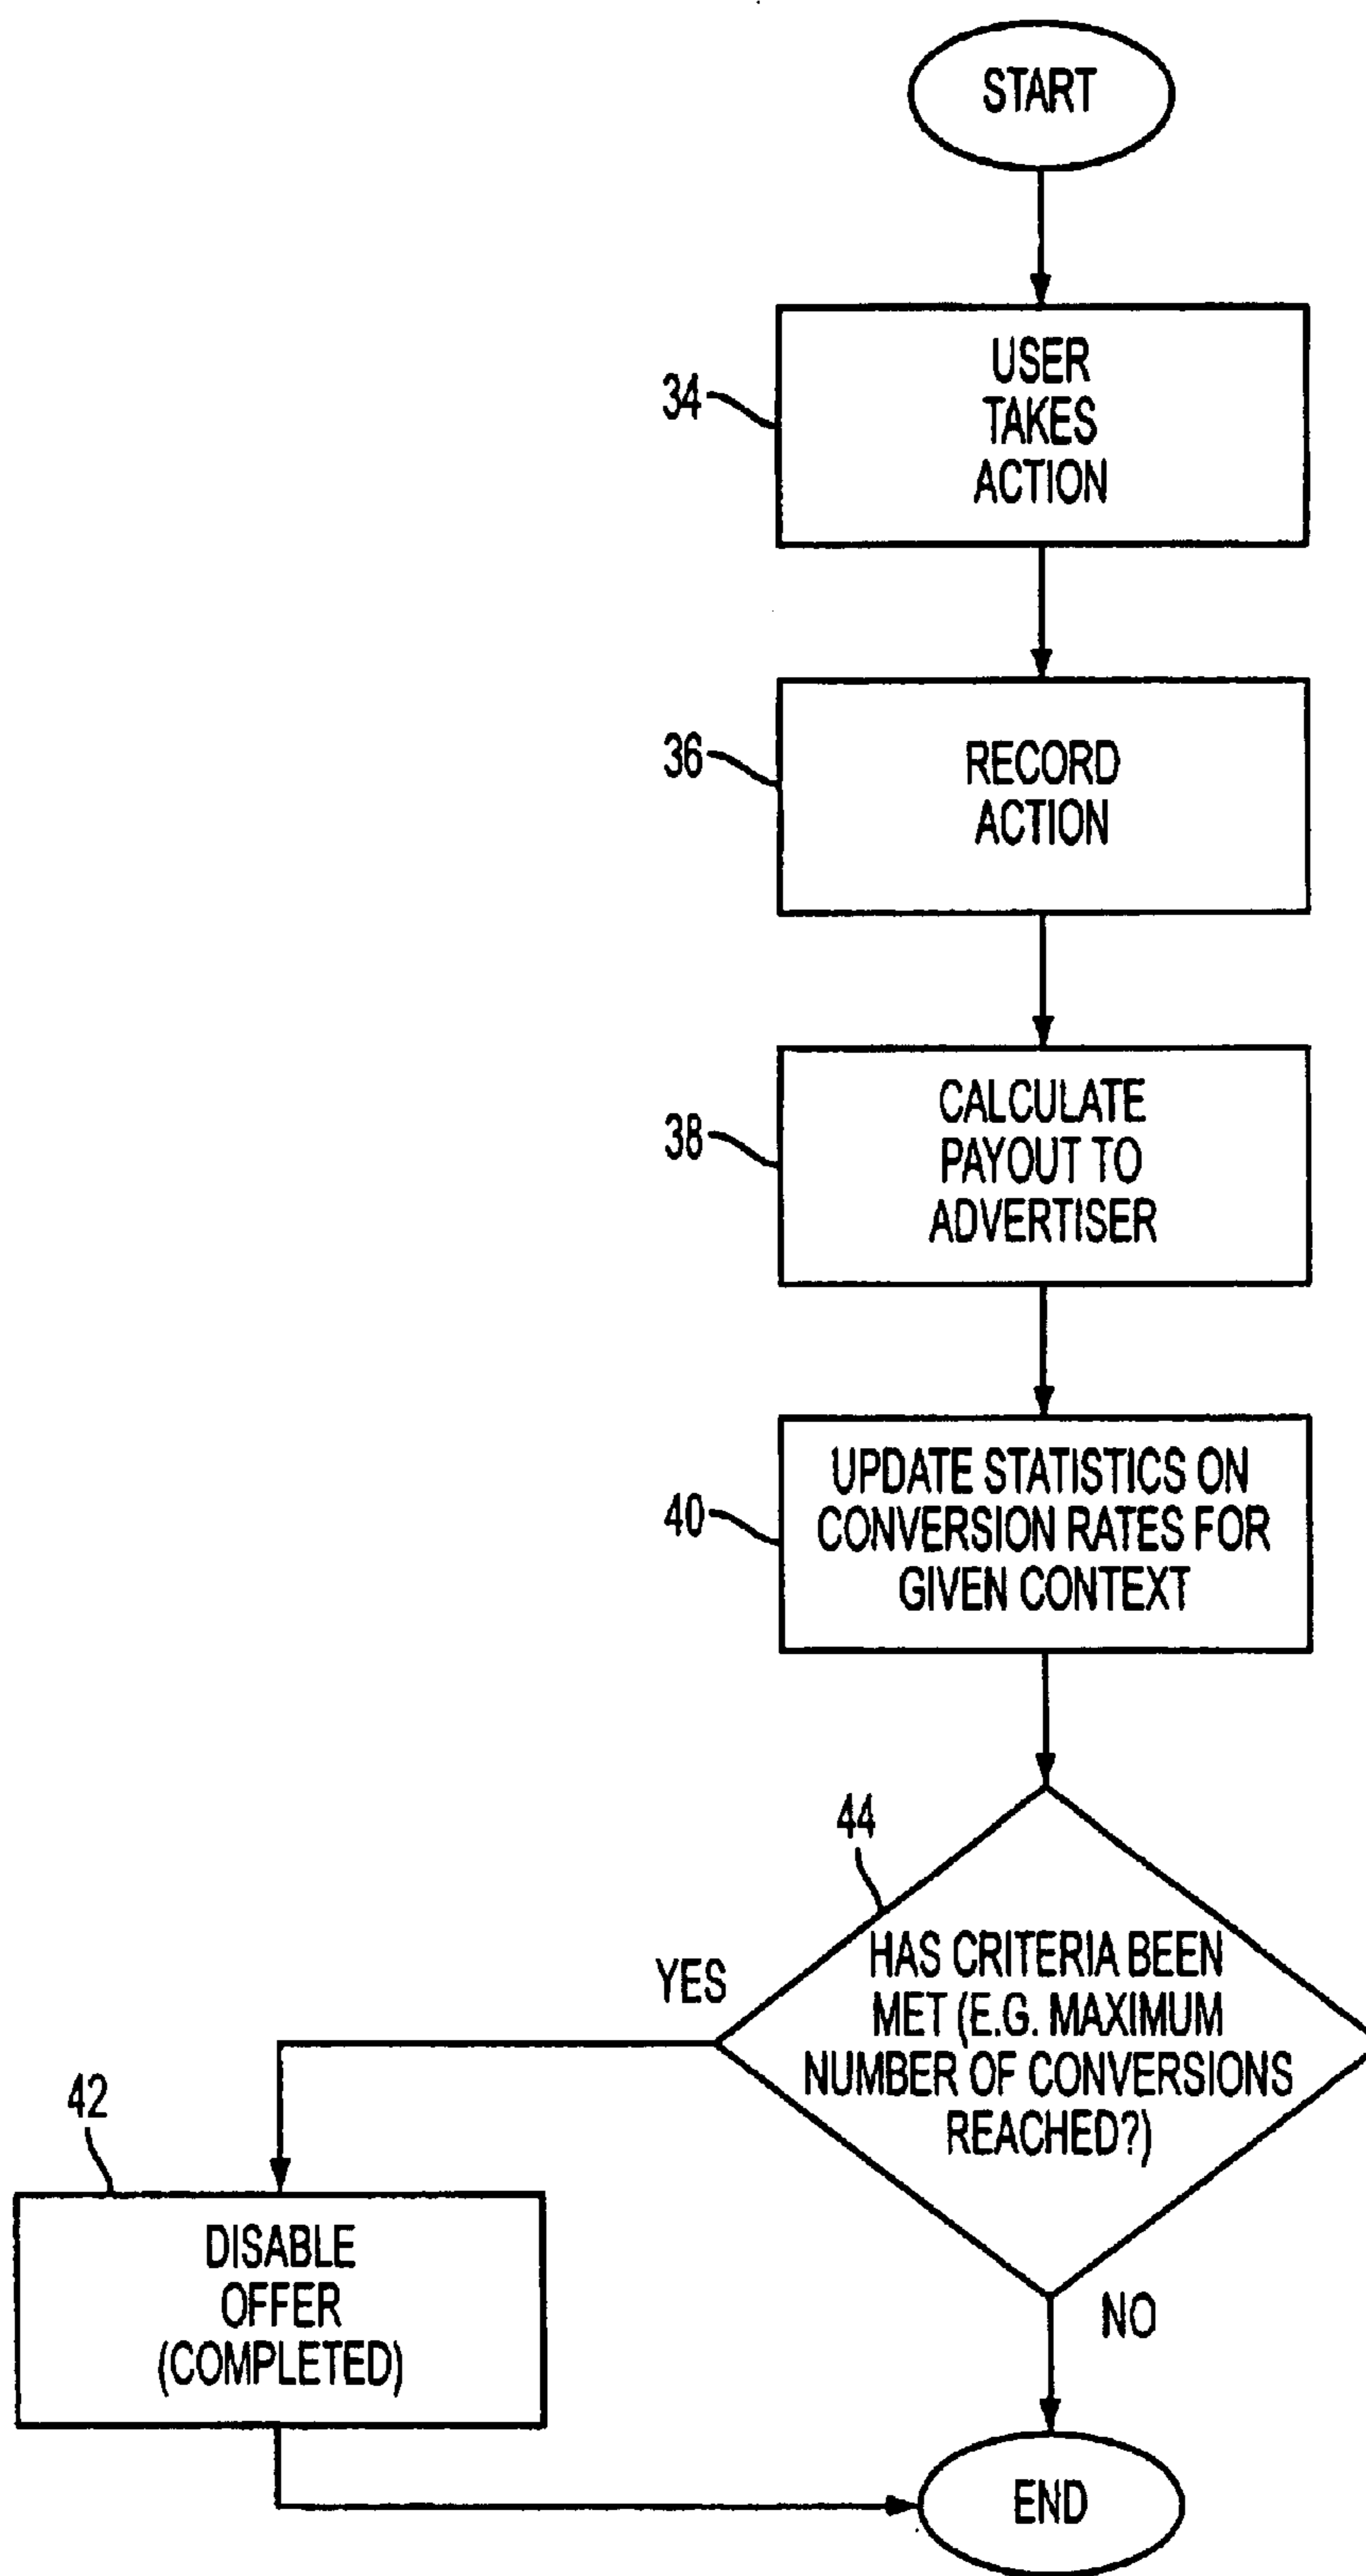 START
34
USER
TAKES
ACTION
36
RECORD
ACTION
38
CALCULATE
PAYOUT TO
ADVERTISER
40
UPDATE STATISTICS ON
CONVERSION RATES FOR
GIVEN CONTEXT
44
HAS CRITERIA BEEN
MET (E.G. MAXIMUM
NUMBER OF CONVERSIONS
REACHED?)
YES
42
DISABLE
OFFER
(COMPLETED)
NO
END